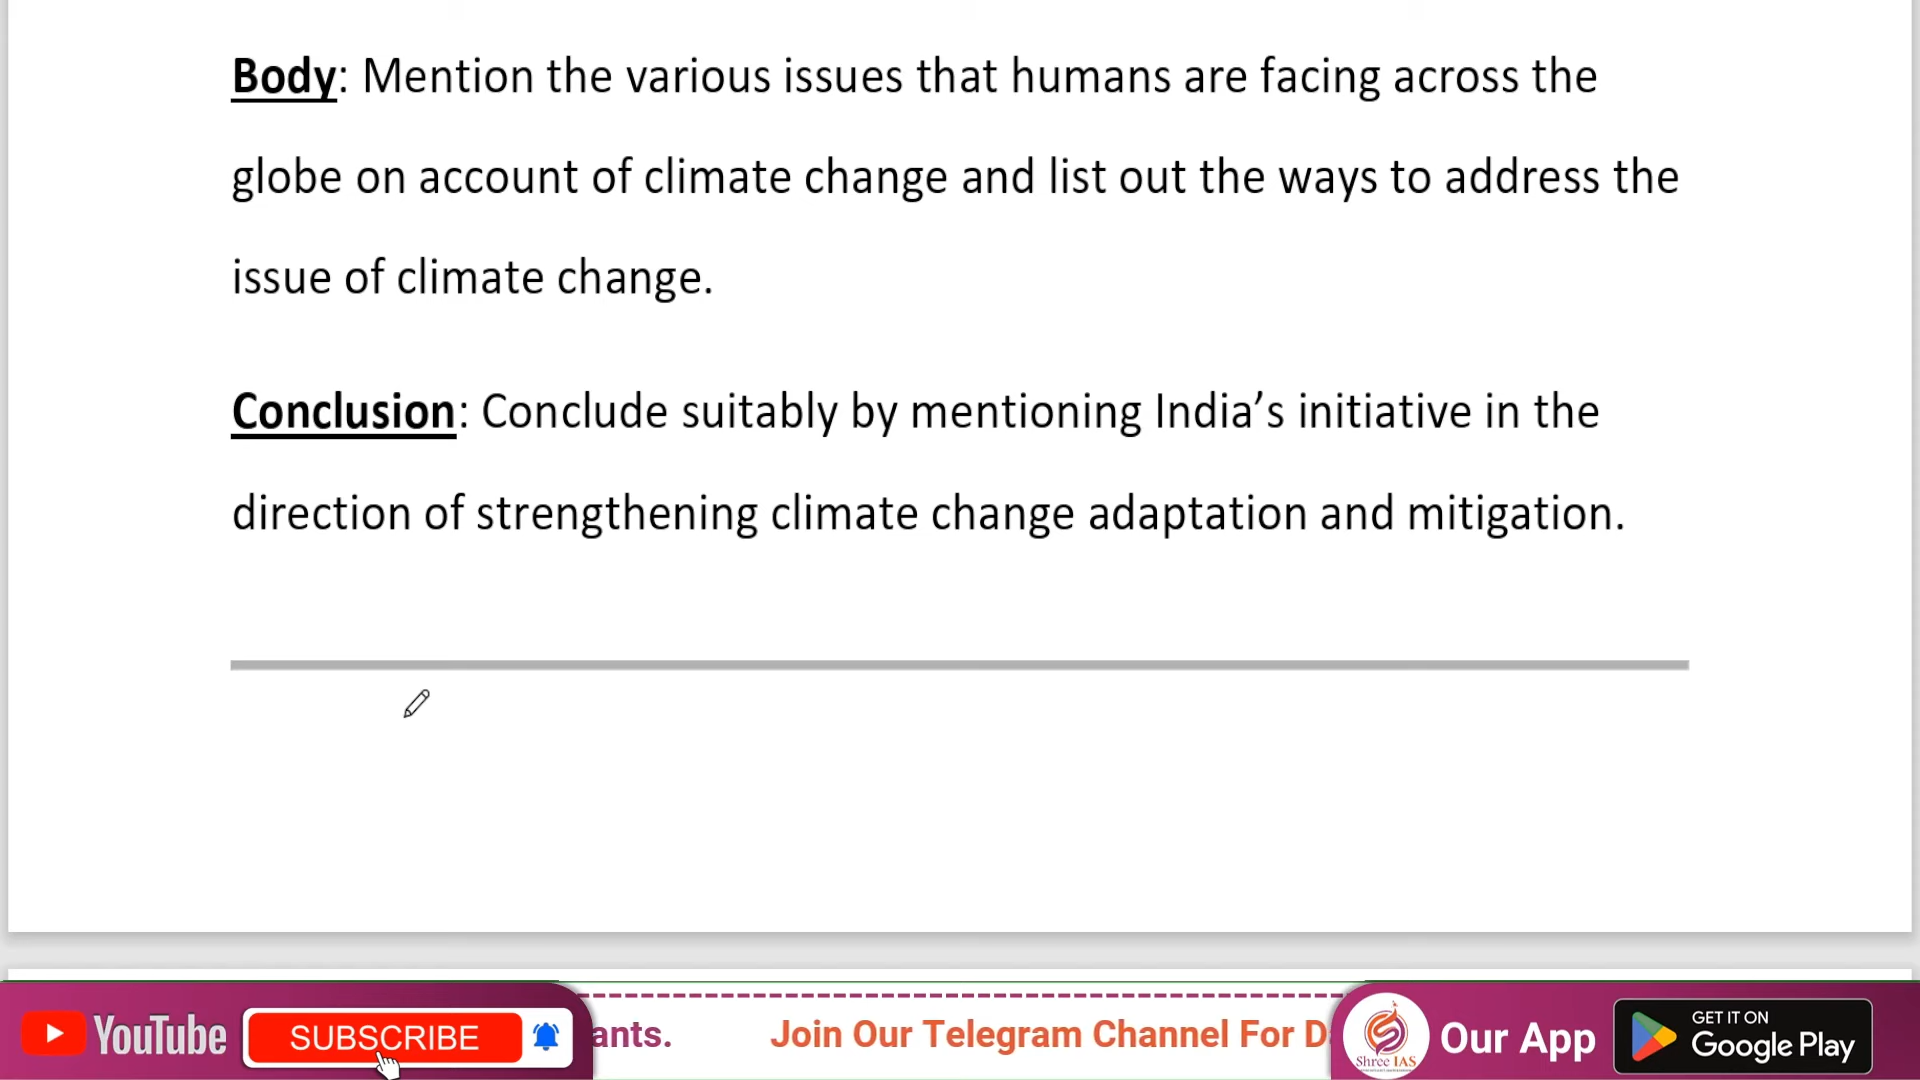 Body: Mention the various issues that humans are facing across the
globe on account of climate change and list out the ways to address the
issue of climate change.
Conclusion: Conclude suitably by mentioning India’s initiative in the
direction of strengthening climate change adaptation and mitigation.
YouTube SUBSCRIBE ants. Join Our Telegram Channel For D Shree IAS Our App GET IT ON Google Play